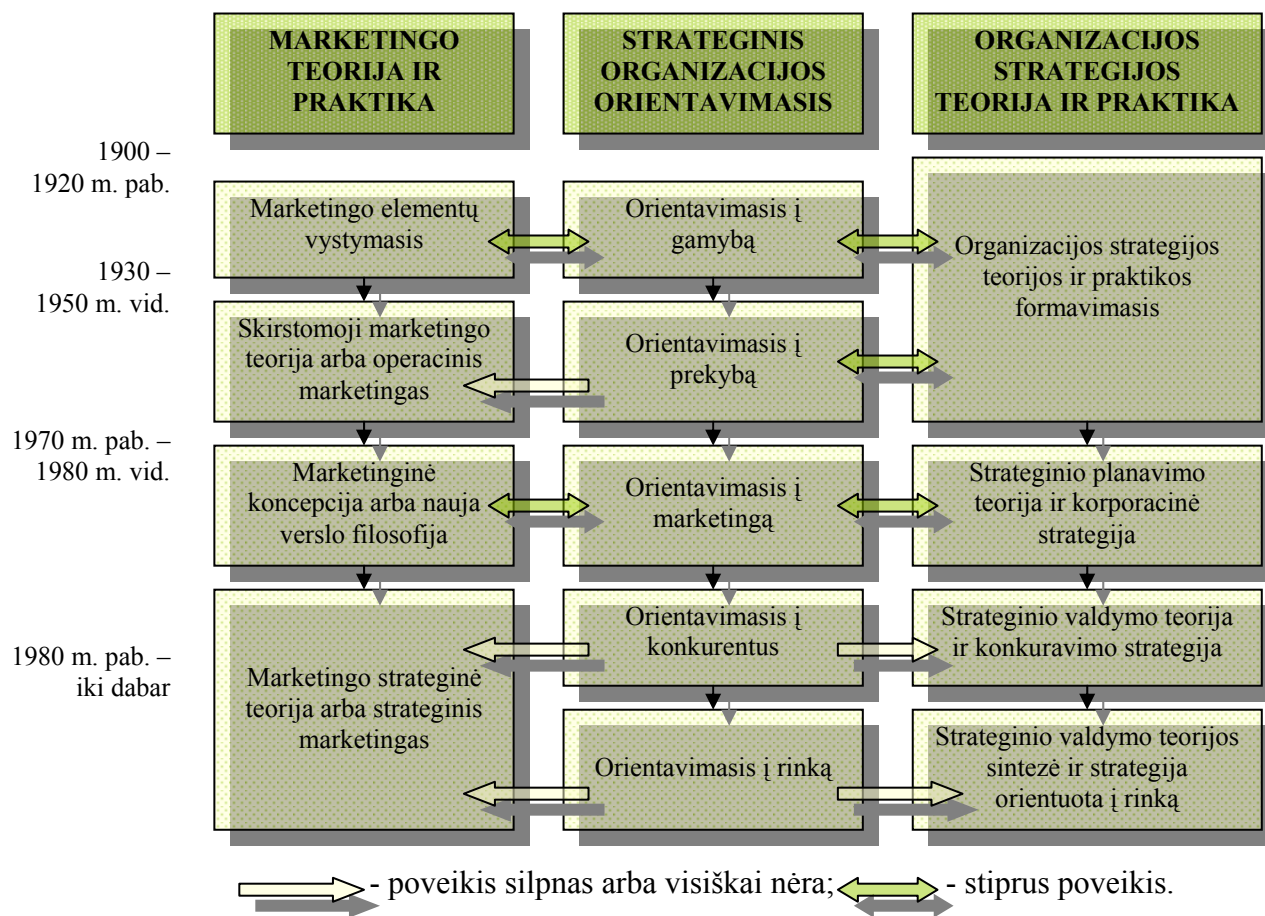 MARKETINGO
TEORIJA IR
PRAKTIKA
STRATEGINIS
ORGANIZACIJOS
ORIENTAVIMASIS
ORGANIZACIJOS
STRATEGIJOS
TEORIJA IR PRAKTIKA
1900 –
1920 m. pab.
Marketingo elementų
vystymasis
Orientavimasis į
gamybą
Organizacijos strategijos
teorijos ir praktikos
formavimasis
1930 –
1950 m. vid.
Skirstomoji marketingo
teorija arba operacinis
marketingas
Orientavimasis į
prekybą
1970 m. pab. –
1980 m. vid.
Marketinginė
koncepcija arba nauja
verslo filosofija
Orientavimasis į
marketingą
Strateginio planavimo
teorija ir korporacinė
strategija
1980 m. pab. –
iki dabar
Marketingo strateginė
teorija arba strateginis
marketingas
Orientavimasis į
konkurentus
Strateginio valdymo teorija
ir konkuravimo strategija
Orientavimasis į rinką
Strateginio valdymo teorijos
sintezė ir strategija
orientuota į rinką
- poveikis silpnas arba visiškai nėra; - stiprus poveikis.